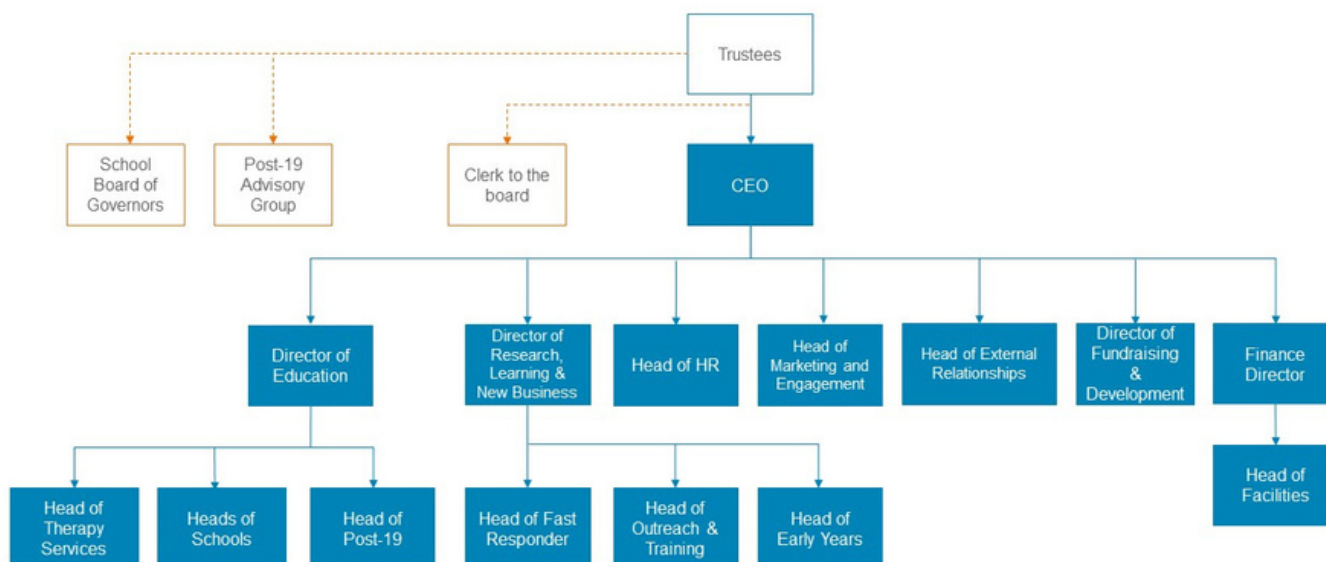 Trustees
School
Board of
Governors
Post-19
Advisory
Group
Clerk to the
board
CEO
Director of
Education
Director of
Research,
Learning &
New Business
Head of HR
Head of
Marketing and
Engagement
Head of External
Relationships
Director of
Fundraising
&
Development
Finance
Director
Head of
Therapy
Services
Heads of
Schools
Head of
Post-19
Head of Fast
Responder
Head of
Outreach &
Training
Head of
Early Years
Head of
Facilities